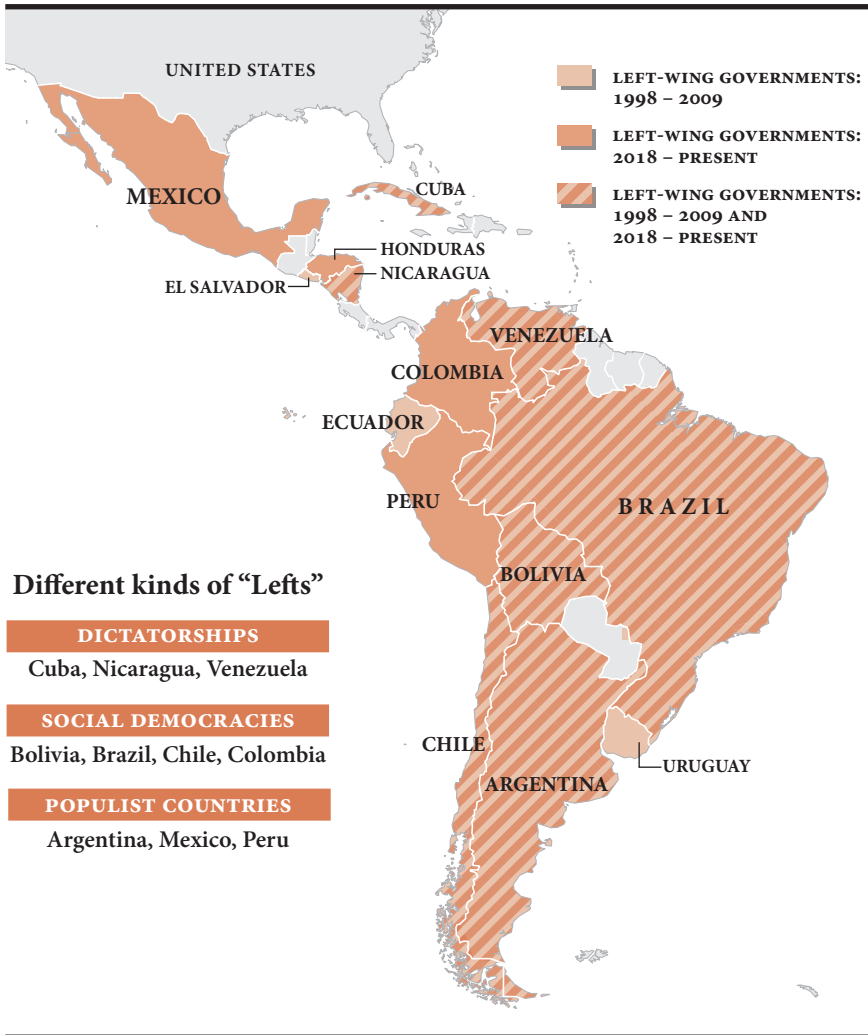 UNITED STATES
LEFT-WING GOVERNMENTS:
1998 – 2009
LEFT-WING GOVERNMENTS:
2018 – PRESENT
LEFT-WING GOVERNMENTS:
1998 – 2009 AND
2018 – PRESENT
MEXICO
CUBA
HONDURAS
NICARAGUA
EL SALVADOR
VENEZUELA
COLOMBIA
ECUADOR
PERU
BRAZIL
BOLIVIA
CHILE
URUGUAY
ARGENTINA
Different kinds of “Lefts”
DICTATORSHIPS
Cuba, Nicaragua, Venezuela
SOCIAL DEMOCRACIES
Bolivia, Brazil, Chile, Colombia
POPULIST COUNTRIES
Argentina, Mexico, Peru